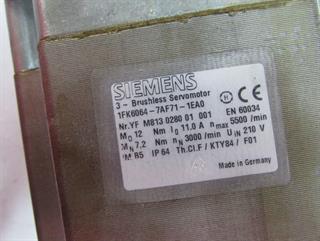 SIEMENS
3 - Brushless Servomotor
1FK6064-7AF71-1EA0
Nr.YF M813 0280 01 001 EN 60034
M0 12 Nm I0 11.0 A nmax 5500 /min
MN 7.2 Nm nN 3000 /min UIN 210 V
IM B5 IP 64 Th.Cl.F / KTY84 / F01
Made in Germany